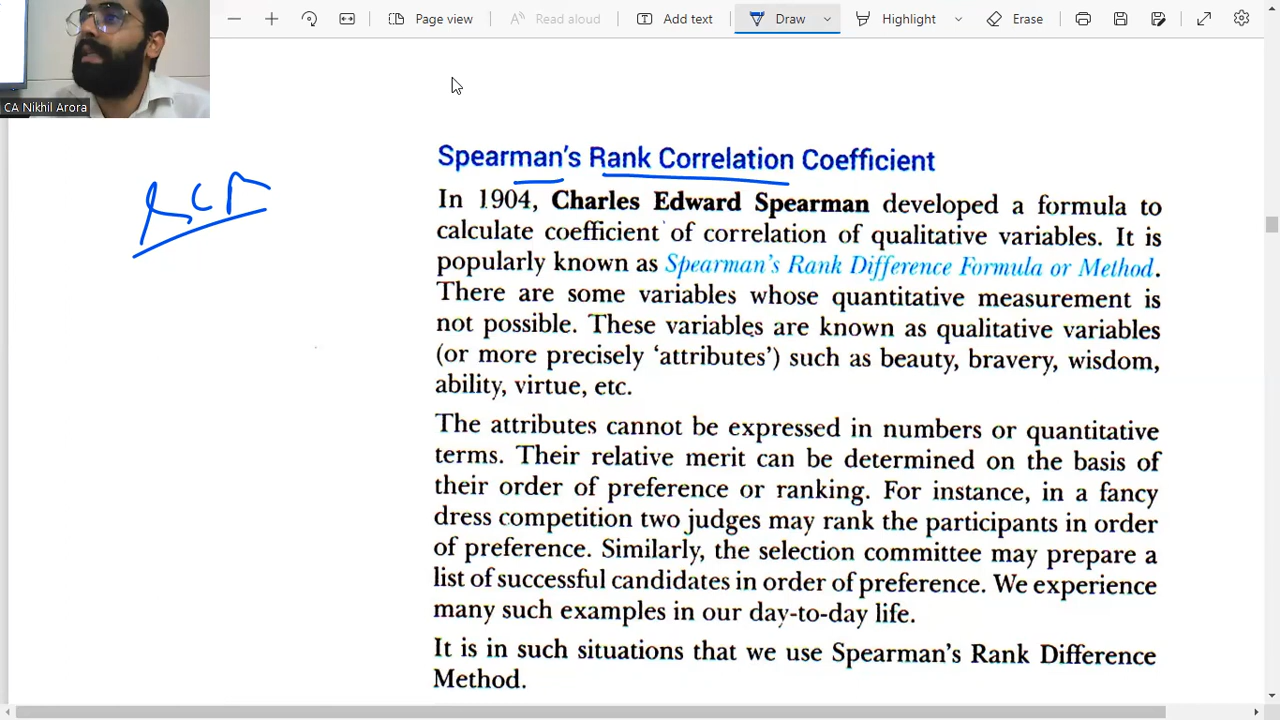 Page view
Read aloud
Add text
Draw
Highlight
Erase
CA Nikhil Arora
Spearman's Rank Correlation Coefficient
In 1904, Charles Edward Spearman developed a formula to
calculate coefficient of correlation of qualitative variables. It is
popularly known as Spearman's Rank Difference Formula or Method.
There are some variables whose quantitative measurement is
not possible. These variables are known as qualitative variables
(or more precisely 'attributes') such as beauty, bravery, wisdom,
ability, virtue, etc.
The attributes cannot be expressed in numbers or quantitative
terms. Their relative merit can be determined on the basis of
their order of preference or ranking. For instance, in a fancy
dress competition two judges may rank the participants in order
of preference. Similarly, the selection committee may prepare a
list of successful candidates in order of preference. We experience
many such examples in our day-to-day life.
It is in such situations that we use Spearman's Rank Difference
Method.